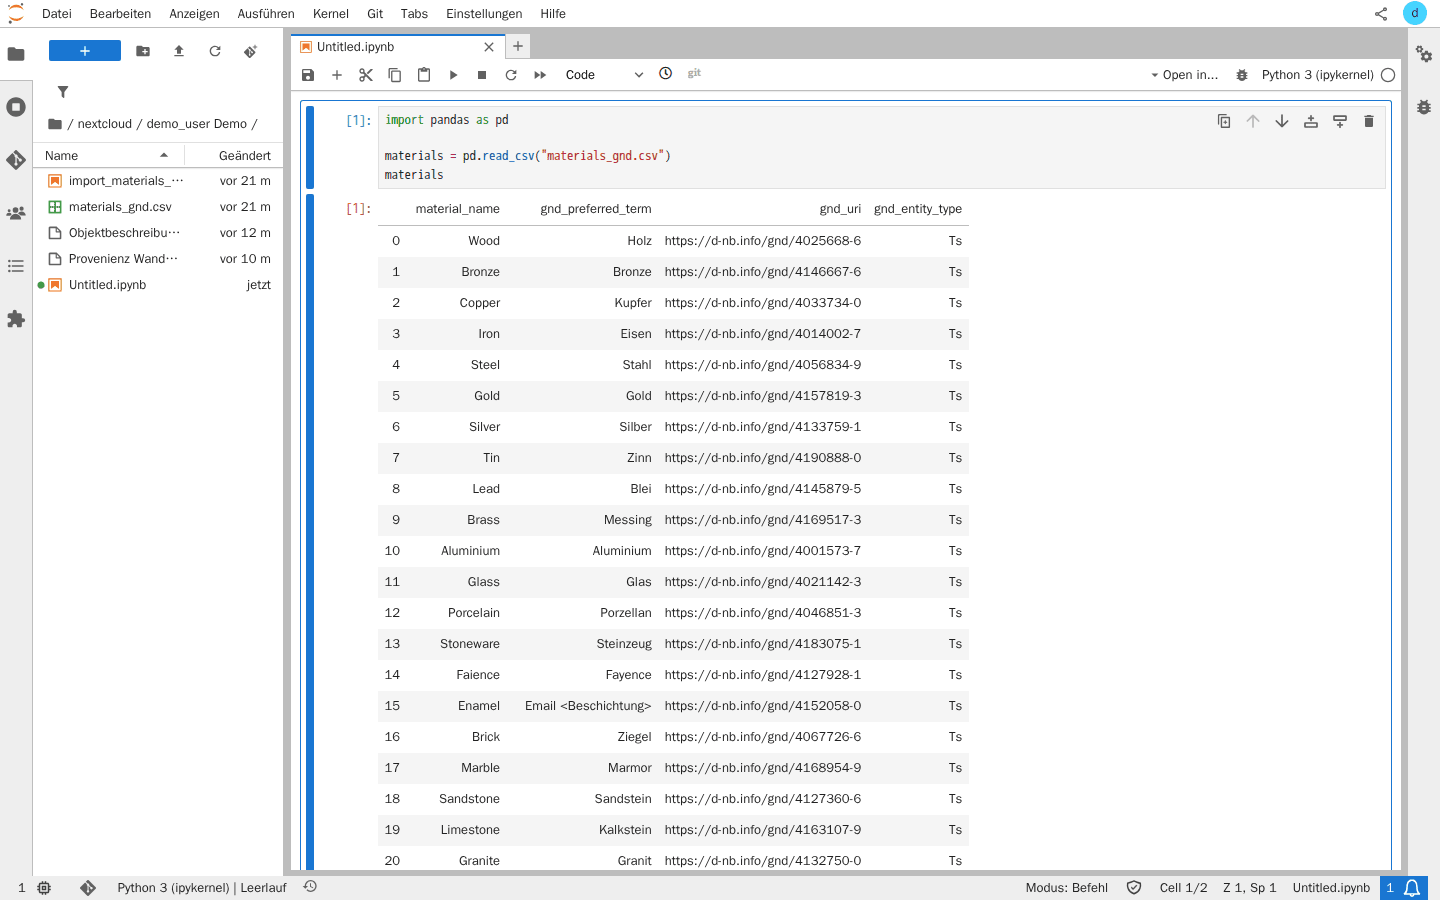 Datei Bearbeiten Anzeigen Ausführen Kernel Git Tabs Einstellungen Hilfe d
/ nextcloud / demo_user Demo /
Name Geändert
import_materials_··· vor 21 m
materials_gnd.csv vor 21 m
Objektbeschreibu··· vor 12 m
Provenienz Wand··· vor 10 m
Untitled.ipynb jetzt
Untitled.ipynb
Code git Open in... Python 3 (ipykernel)
[1]: import pandas as pd
materials = pd.read_csv("materials_gnd.csv")
materials
[1]: material_name gnd_preferred_term gnd_uri gnd_entity_type
0 Wood Holz https://d-nb.info/gnd/4025668-6 Ts
1 Bronze Bronze https://d-nb.info/gnd/4146667-6 Ts
2 Copper Kupfer https://d-nb.info/gnd/4033734-0 Ts
3 Iron Eisen https://d-nb.info/gnd/4014002-7 Ts
4 Steel Stahl https://d-nb.info/gnd/4056834-9 Ts
5 Gold Gold https://d-nb.info/gnd/4157819-3 Ts
6 Silver Silber https://d-nb.info/gnd/4133759-1 Ts
7 Tin Zinn https://d-nb.info/gnd/4190888-0 Ts
8 Lead Blei https://d-nb.info/gnd/4145879-5 Ts
9 Brass Messing https://d-nb.info/gnd/4169517-3 Ts
10 Aluminium Aluminium https://d-nb.info/gnd/4001573-7 Ts
11 Glass Glas https://d-nb.info/gnd/4021142-3 Ts
12 Porcelain Porzellan https://d-nb.info/gnd/4046851-3 Ts
13 Stoneware Steinzeug https://d-nb.info/gnd/4183075-1 Ts
14 Faience Fayence https://d-nb.info/gnd/4127928-1 Ts
15 Enamel Email <Beschichtung> https://d-nb.info/gnd/4152058-0 Ts
16 Brick Ziegel https://d-nb.info/gnd/4067726-6 Ts
17 Marble Marmor https://d-nb.info/gnd/4168954-9 Ts
18 Sandstone Sandstein https://d-nb.info/gnd/4127360-6 Ts
19 Limestone Kalkstein https://d-nb.info/gnd/4163107-9 Ts
20 Granite Granit https://d-nb.info/gnd/4132750-0 Ts
1 Python 3 (ipykernel) | Leerlauf Modus: Befehl Cell 1/2 Z 1, Sp 1 Untitled.ipynb 1